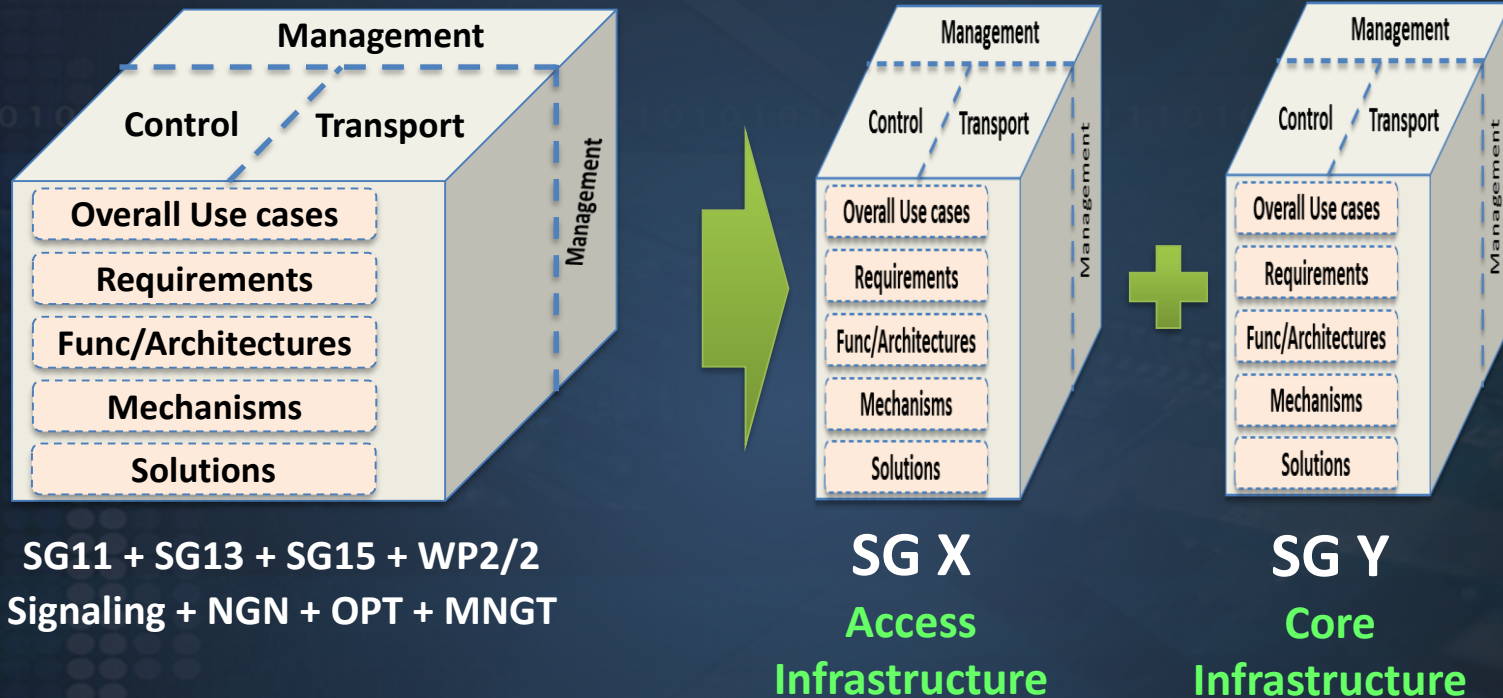 Management
Control
Transport
Management
Overall Use cases
Requirements
Func/Architectures
Mechanisms
Solutions
SG11 + SG13 + SG15 + WP2/2
Signaling + NGN + OPT + MNGT
Management
Control
Transport
Management
Overall Use cases
Requirements
Func/Architectures
Mechanisms
Solutions
SG X
Access
Infrastructure
Management
Control
Transport
Management
Overall Use cases
Requirements
Func/Architectures
Mechanisms
Solutions
SG Y
Core
Infrastructure